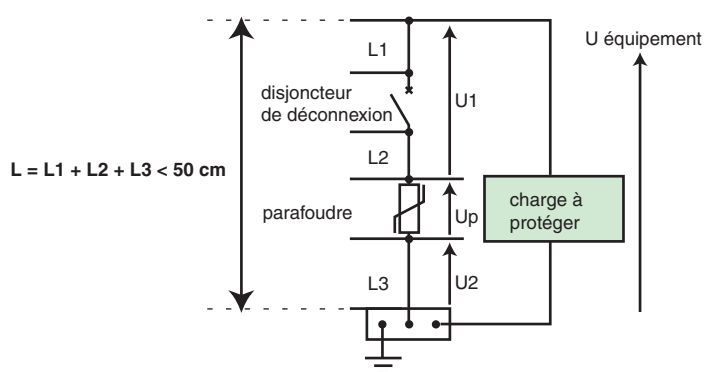 U équipement
L1
disjoncteur
de déconnexion
U1
L2
L = L1 + L2 + L3 < 50 cm
parafoudre
Up
charge à
protéger
L3
U2